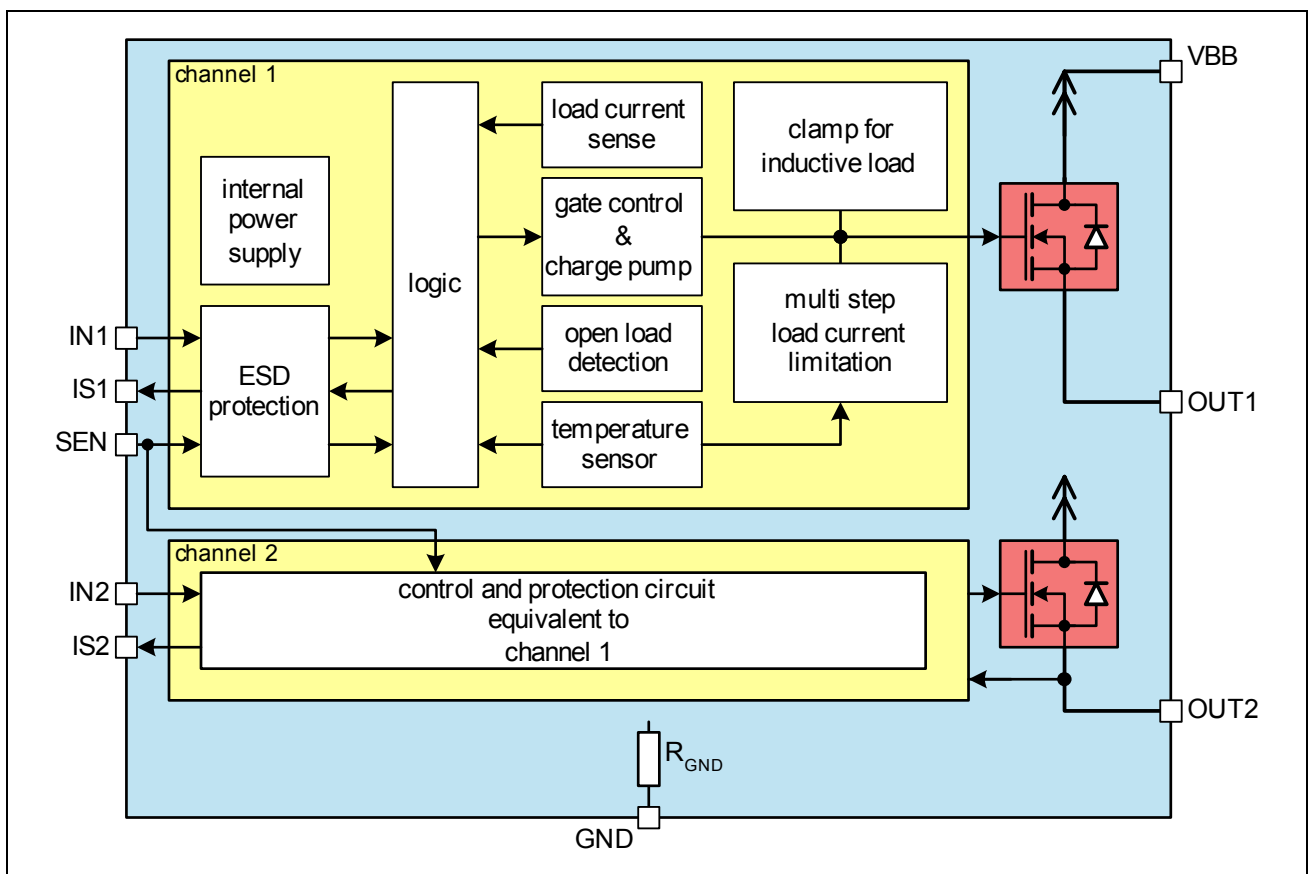 VBB
channel 1
load current
sense
clamp for
inductive load
internal
power
supply
gate control
&
charge pump
logic
multi step
load current
limitation
IN1
open load
detection
ESD
protection
IS1
OUT1
SEN
temperature
sensor
channel 2
IN2
control and protection circuit
equivalent to
channel 1
IS2
OUT2
RGND
GND